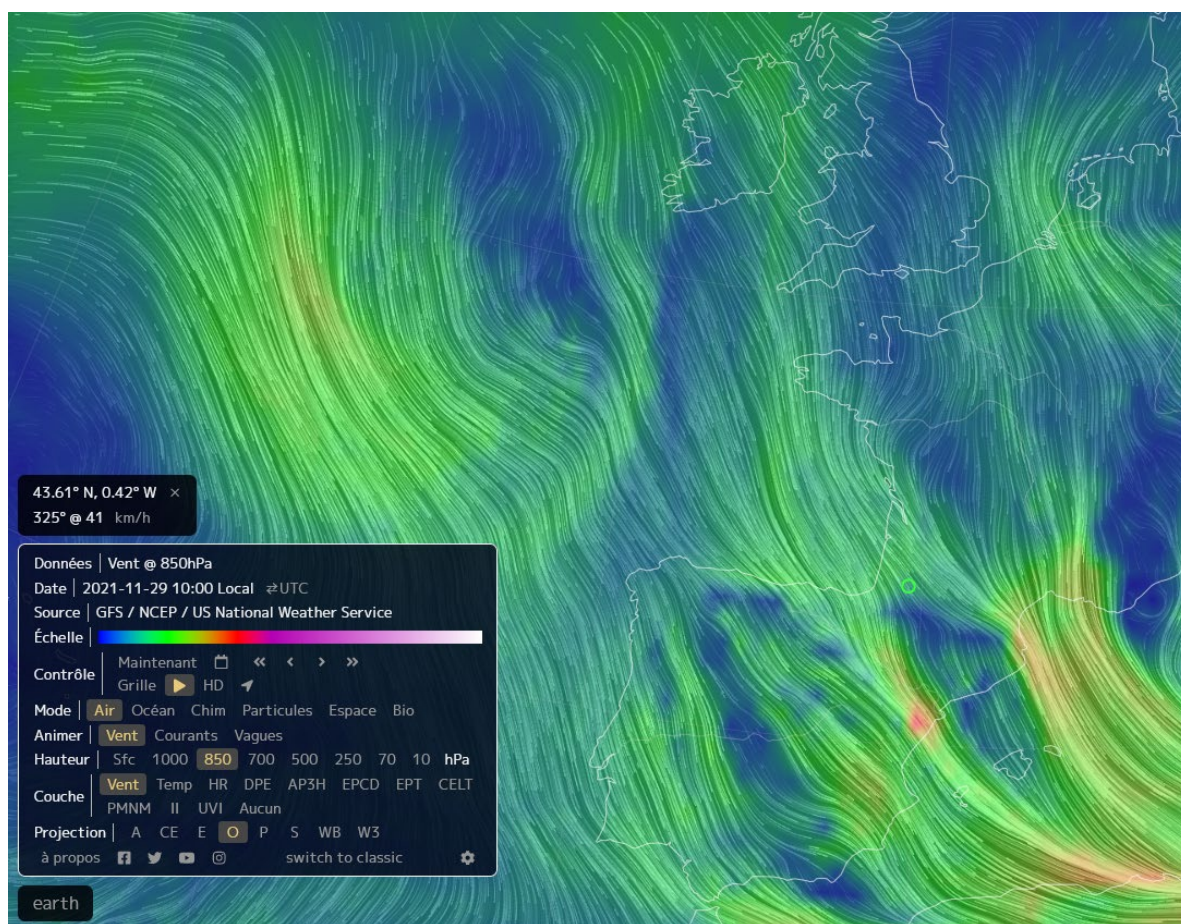 43.61° N, 0.42° W ×
325° @ 41 km/h
Données | Vent @ 850hPa
Date | 2021-11-29 10:00 Local ⇄UTC
Source | GFS / NCEP / US National Weather Service
Échelle
Contrôle | Maintenant « ‹ › »
Grille HD
Mode | Air Océan Chim Particules Espace Bio
Animer | Vent Courants Vagues
Hauteur | Sfc 1000 850 700 500 250 70 10 hPa
Couche | Vent Temp HR DPE AP3H EPCD EPT CELT
PMNM II UVI Aucun
Projection | A CE E O P S WB W3
à propos switch to classic
earth